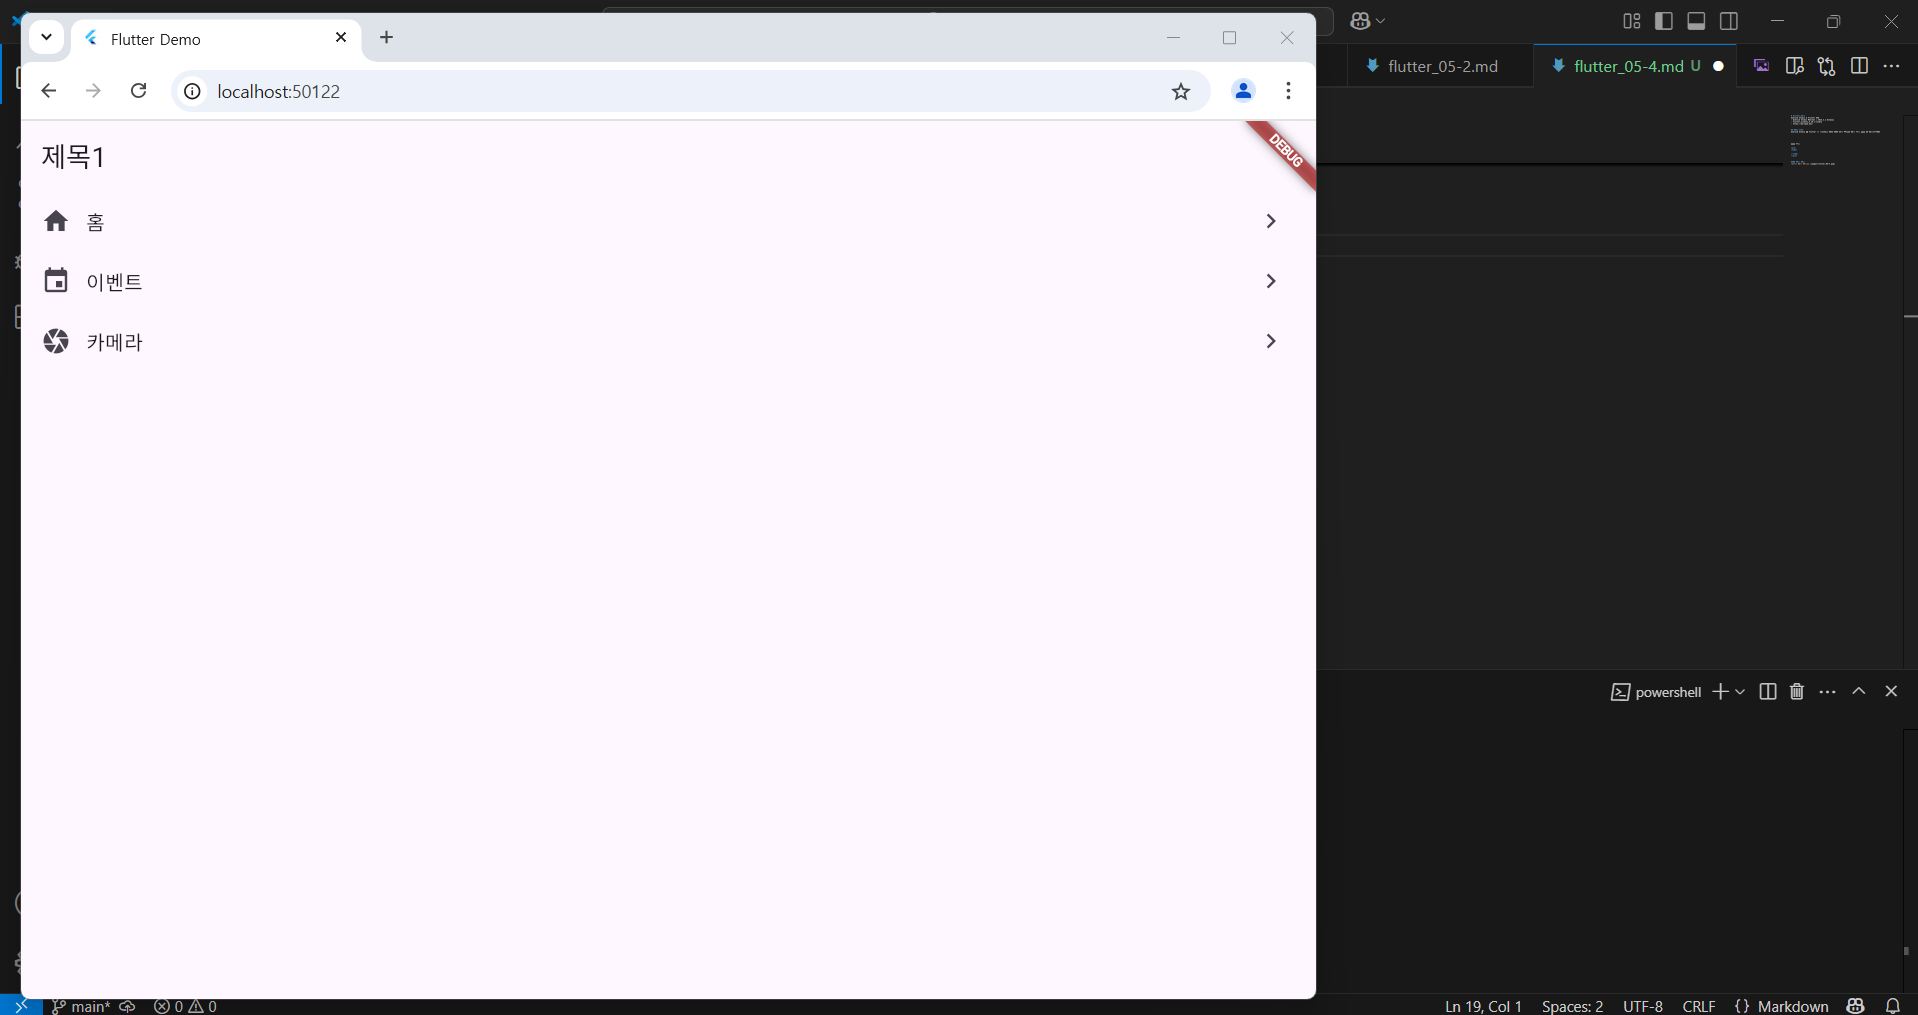 Flutter Demo
flutter_05-2.md
flutter_05-4.md U
localhost:50122
제목1
DEBUG
홈
이벤트
카메라
powershell
main*
0 0
Ln 19, Col 1 Spaces: 2 UTF-8 CRLF {} Markdown